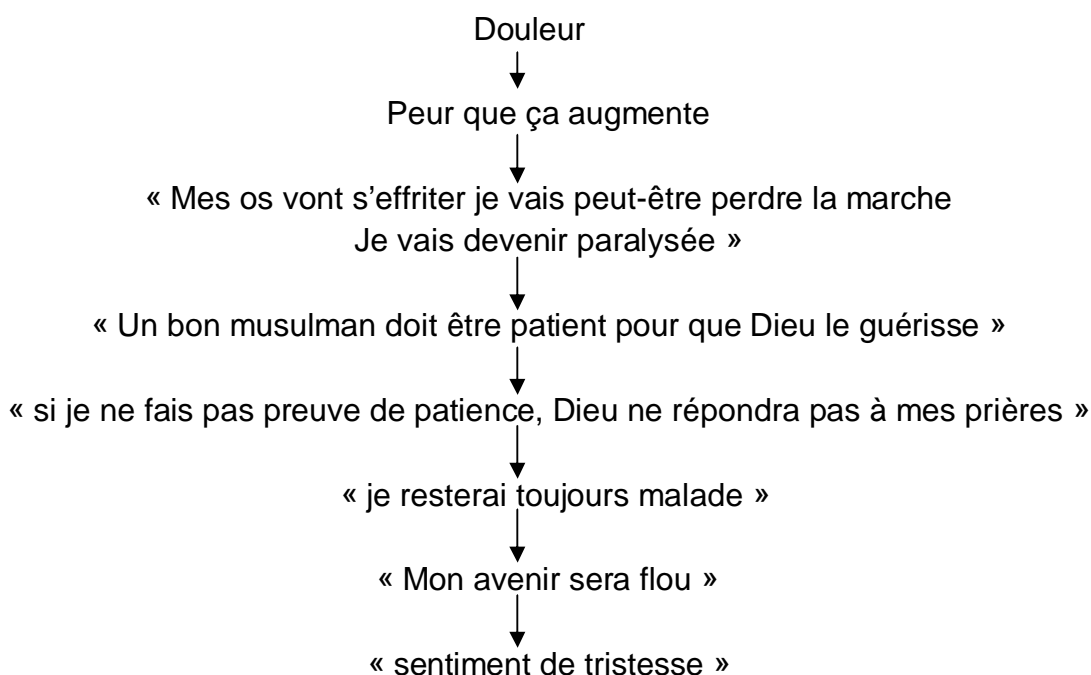 Douleur
Peur que ça augmente
« Mes os vont s’effriter je vais peut-être perdre la marche
Je vais devenir paralysée »
« Un bon musulman doit être patient pour que Dieu le guérisse »
« si je ne fais pas preuve de patience, Dieu ne répondra pas à mes prières »
« je resterai toujours malade »
« Mon avenir sera flou »
« sentiment de tristesse »